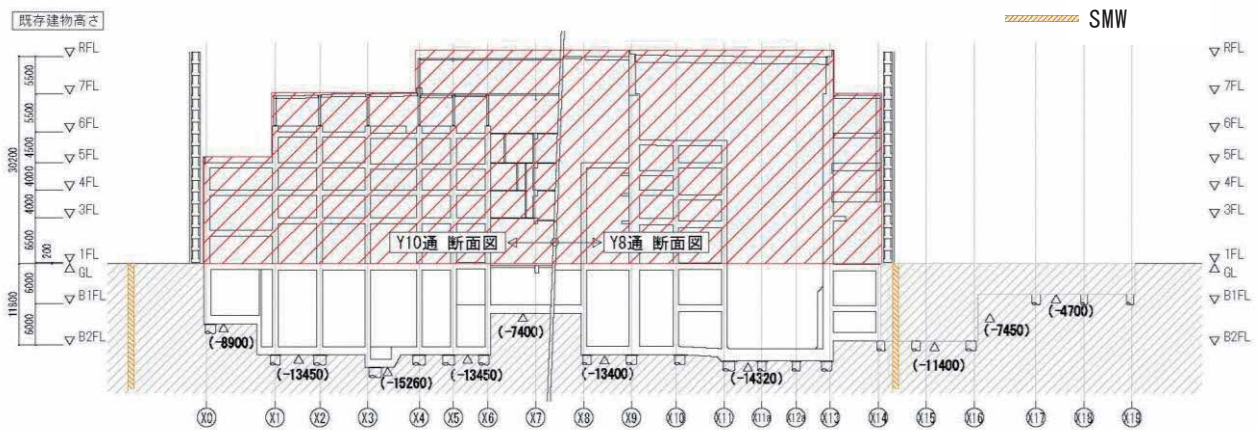 既存建物高さ
SMW
RFL
7FL
6FL
5FL
4FL
3FL
1FL
GL
B1FL
B2FL
5500
5500
4500
4000
4000
6500
200
30200
6000
6000
11800
RFL
7FL
6FL
5FL
4FL
3FL
1FL
GL
B1FL
B2FL
Y10通 断面図
Y8通 断面図
(-8900)
(-13450)
(-15260)
(-13450)
(-7400)
(-13400)
(-14320)
(-11400)
(-7450)
(-4700)
X0 X1 X2 X3 X4 X5 X6 X7 X8 X9 X10 X11 X11a X12a X13 X14 X15 X16 X17 X18 X19